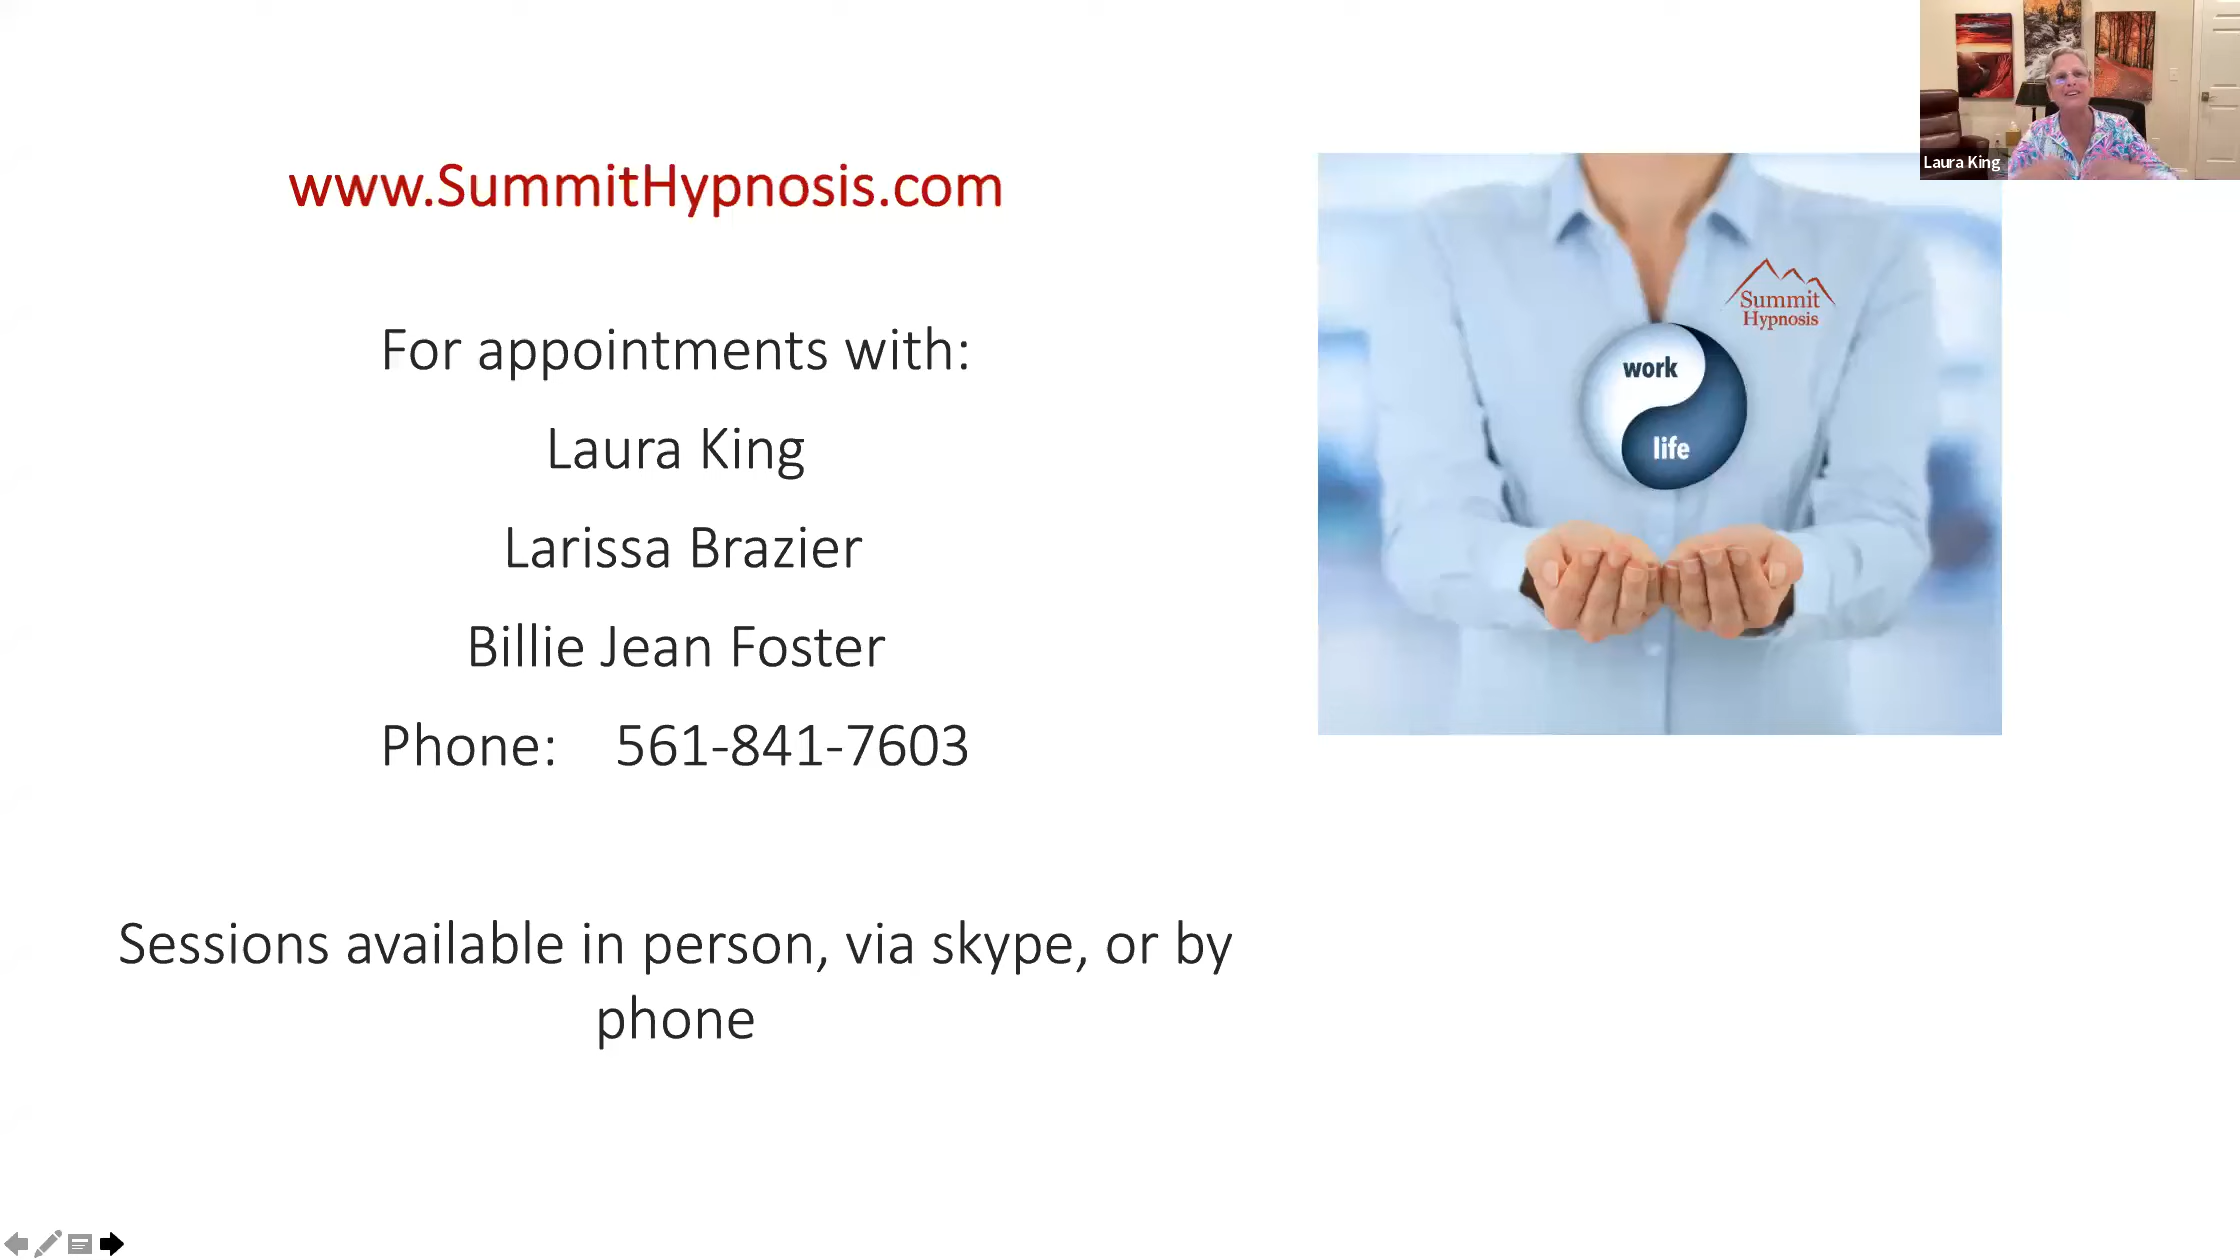 www.SummitHypnosis.com
For appointments with:
Laura King
Larissa Brazier
Billie Jean Foster
Phone: 561-841-7603
Sessions available in person, via skype, or by
phone
Summit
Hypnosis
work
life
Laura King